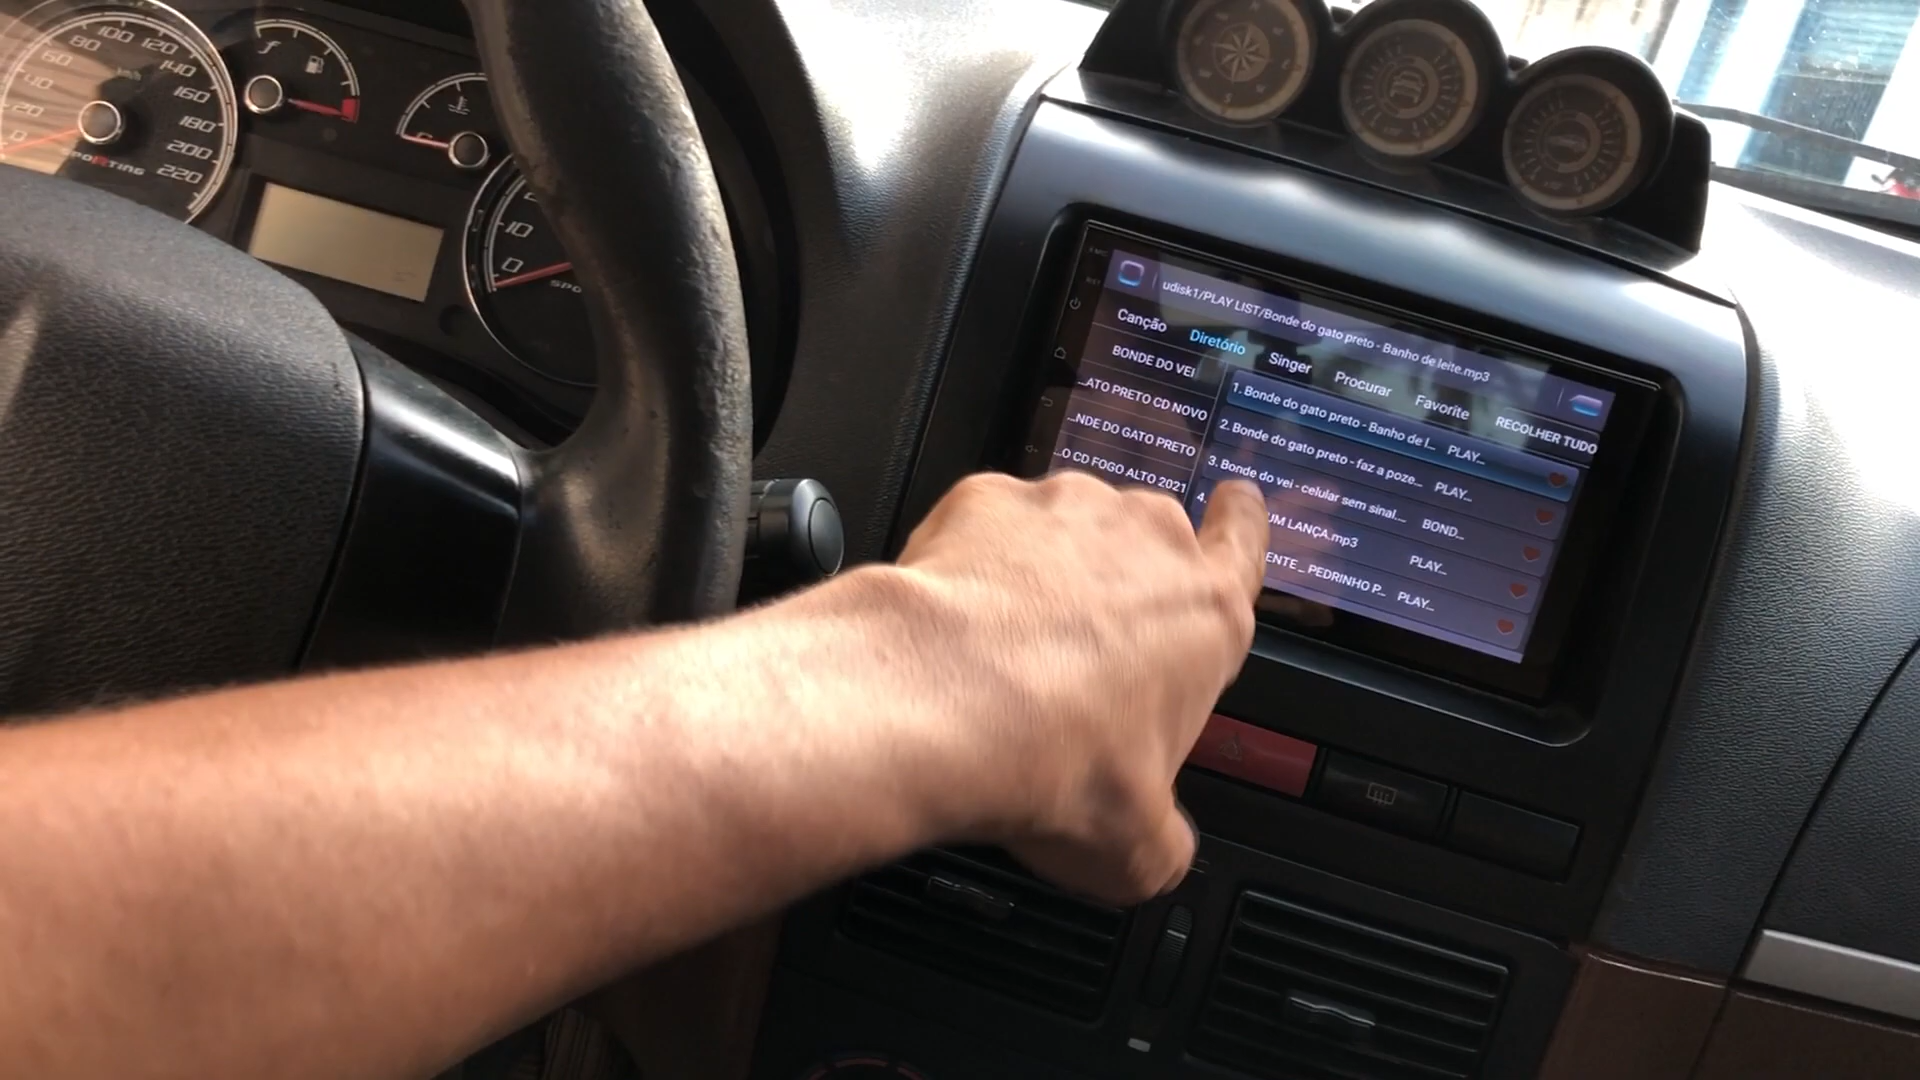 100
120
80
140
60
km/h
160
40
180
20
200
0
220
SPORTING
C
10
0
SPO
N
S
udisk1/PLAY LIST/Bonde do gato preto - Banho de leite.mp3
Canção
Diretório
Singer
Procurar
Favorite
RECOLHER TUDO
BONDE DO VEI
...ATO PRETO CD NOVO
...NDE DO GATO PRETO
...O CD FOGO ALTO 2021
1. Bonde do gato preto - Banho de l... PLAY...
2. Bonde do gato preto - faz a poze... PLAY...
3. Bonde do vei - celular sem sinal.... BOND...
4. UM LANÇA.mp3 PLAY...
ENTE _ PEDRINHO P... PLAY...